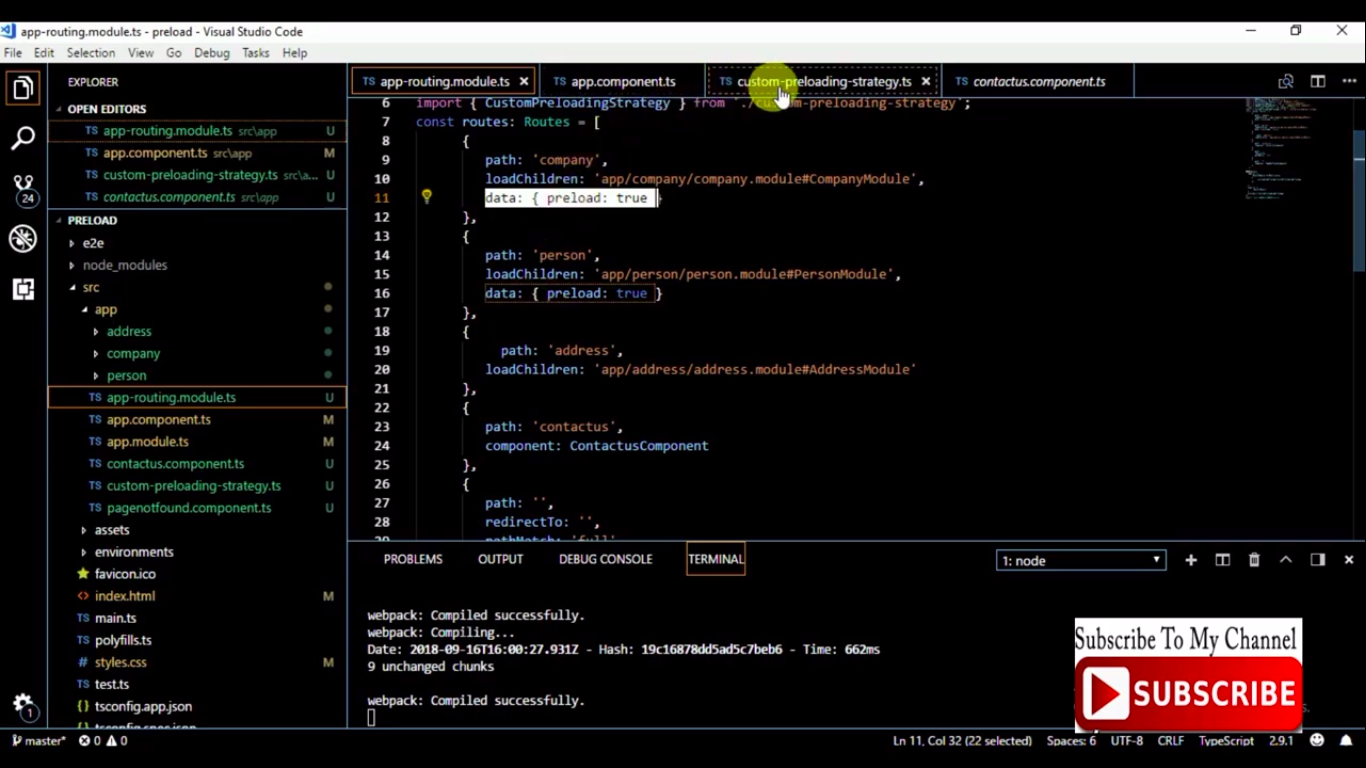 app-routing.module.ts - preload - Visual Studio Code
File Edit Selection View Go Debug Tasks Help
EXPLORER
OPEN EDITORS
TS app-routing.module.ts src\app U
TS app.component.ts src\app M
TS custom-preloading-strategy.ts src\a... U
TS contactus.component.ts src\app U
24
PRELOAD
e2e
node_modules
src
app
address
company
person
TS app-routing.module.ts U
TS app.component.ts M
TS app.module.ts M
TS contactus.component.ts U
TS custom-preloading-strategy.ts U
TS pagenotfound.component.ts U
assets
environments
favicon.ico
<> index.html M
TS main.ts
TS polyfills.ts
# styles.css M
TS test.ts
{} tsconfig.app.json
{} tsconfig.spec.json
1
TS app-routing.module.ts TS app.component.ts TS custom-preloading-strategy.ts TS contactus.component.ts
6 import { CustomPreloadingStrategy } from './custom-preloading-strategy';
7 const routes: Routes = [
8 {
9 path: 'company',
10 loadChildren: 'app/company/company.module#CompanyModule',
11 data: { preload: true }
12 },
13 {
14 path: 'person',
15 loadChildren: 'app/person/person.module#PersonModule',
16 data: { preload: true }
17 },
18 {
19 path: 'address',
20 loadChildren: 'app/address/address.module#AddressModule'
21 },
22 {
23 path: 'contactus',
24 component: ContactusComponent
25 },
26 {
27 path: '',
28 redirectTo: '',
29 pathMatch: 'full'
PROBLEMS OUTPUT DEBUG CONSOLE TERMINAL 1: node
webpack: Compiled successfully.
webpack: Compiling...
Date: 2018-09-16T16:00:27.931Z - Hash: 19c16878dd5ad5c7beb6 - Time: 662ms
9 unchanged chunks
webpack: Compiled successfully.
Subscribe To My Channel
SUBSCRIBE
master* 0 0 Ln 11, Col 32 (22 selected) Spaces: 6 UTF-8 CRLF TypeScript 2.9.1